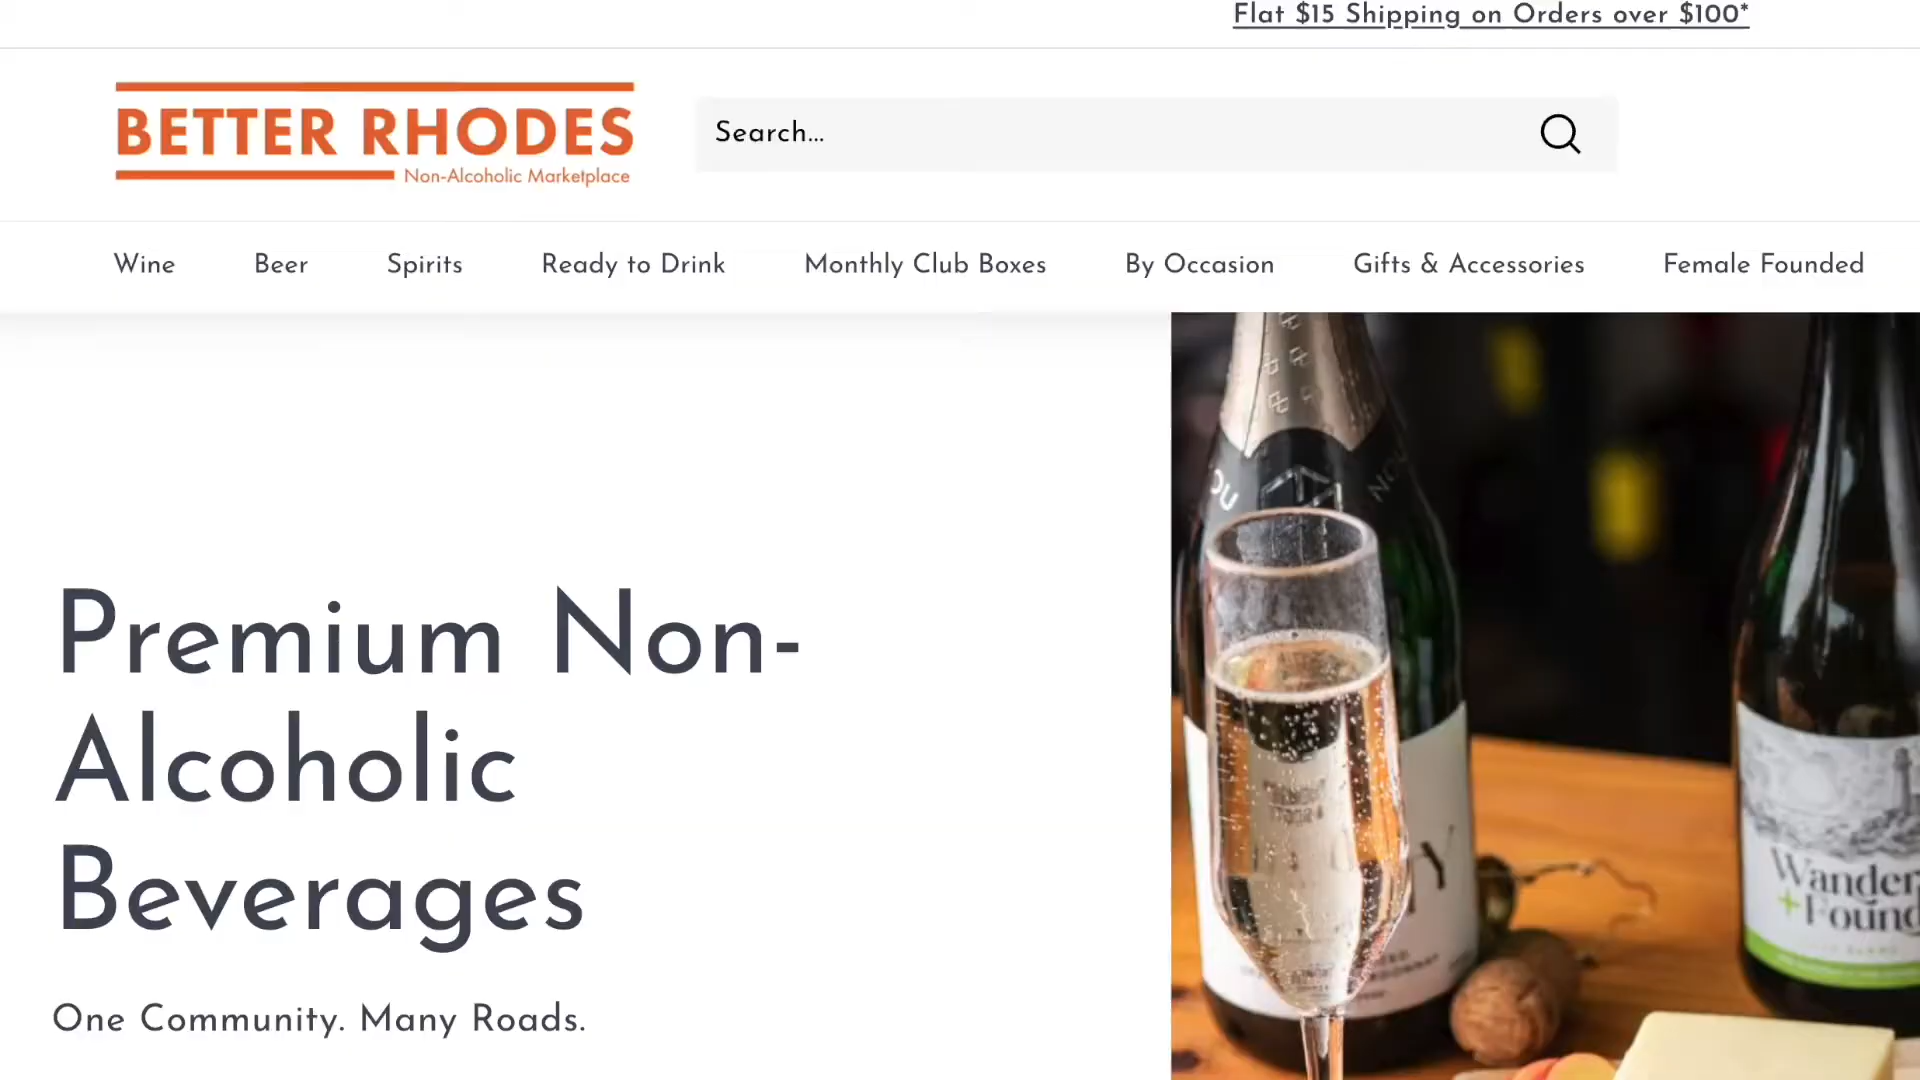 Flat $15 Shipping on Orders over $100*
BETTER RHODES
Non-Alcoholic Marketplace
Search...
Wine Beer Spirits Ready to Drink Monthly Club Boxes By Occasion Gifts & Accessories Female Founded
Premium Non-
Alcoholic
Beverages
One Community. Many Roads.
OU
NOU
Wander
+Found